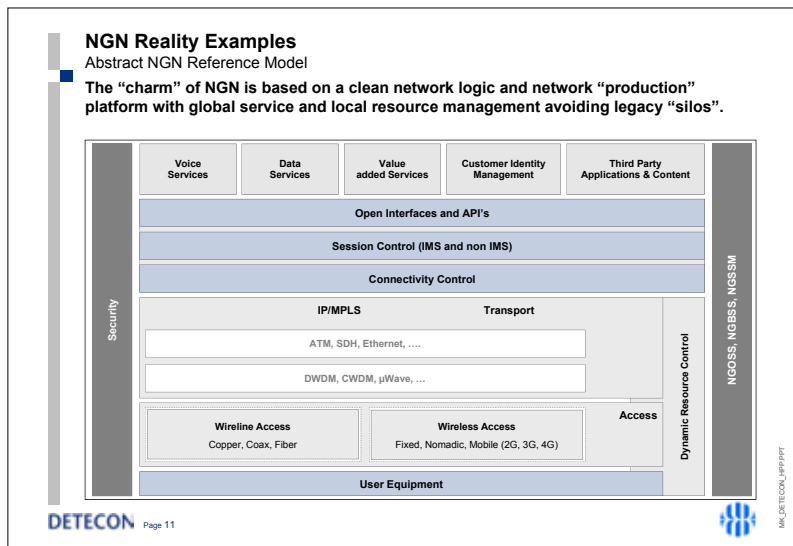 NGN Reality Examples
Abstract NGN Reference Model
The “charm” of NGN is based on a clean network logic and network “production”
platform with global service and local resource management avoiding legacy “silos”.
Security
Voice
Services
Data
Services
Value
added Services
Customer Identity
Management
Third Party
Applications & Content
Open Interfaces and API's
Session Control (IMS and non IMS)
Connectivity Control
IP/MPLS
Transport
ATM, SDH, Ethernet, ....
DWDM, CWDM, µWave, ...
Access
Wireline Access
Copper, Coax, Fiber
Wireless Access
Fixed, Nomadic, Mobile (2G, 3G, 4G)
User Equipment
Dynamic Resource Control
NGOSS, NGBSS, NGSSM
MK_DETECON_HPP.PPT
DETECON Page 11